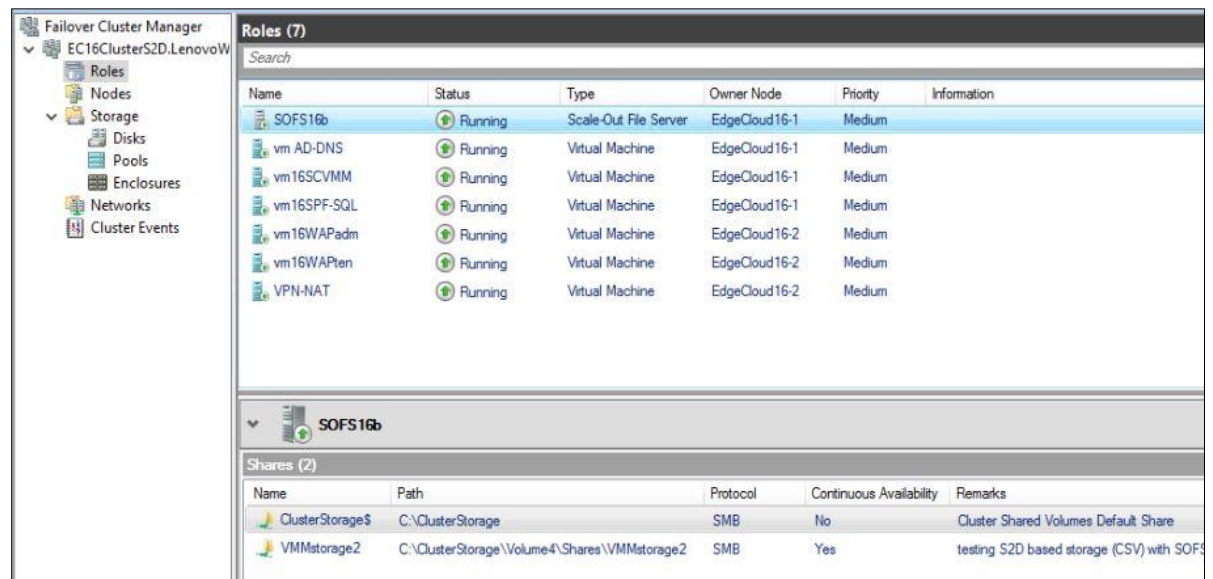 Failover Cluster Manager
EC16ClusterS2D.LenovoW
Roles
Nodes
Storage
Disks
Pools
Enclosures
Networks
Cluster Events
Roles (7)
Search
Name Status Type Owner Node Priority Information
SOFS16b Running Scale-Out File Server EdgeCloud16-1 Medium
vm AD-DNS Running Virtual Machine EdgeCloud16-1 Medium
vm16SCVMM Running Virtual Machine EdgeCloud16-1 Medium
vm16SPF-SQL Running Virtual Machine EdgeCloud16-1 Medium
vm16WAPadm Running Virtual Machine EdgeCloud16-2 Medium
vm16WAPten Running Virtual Machine EdgeCloud16-2 Medium
VPN-NAT Running Virtual Machine EdgeCloud16-2 Medium
SOFS16b
Shares (2)
Name Path Protocol Continuous Availability Remarks
ClusterStorage$ C:\ClusterStorage SMB No Cluster Shared Volumes Default Share
VMMstorage2 C:\ClusterStorage\Volume4\Shares\VMMstorage2 SMB Yes testing S2D based storage (CSV) with SOFS